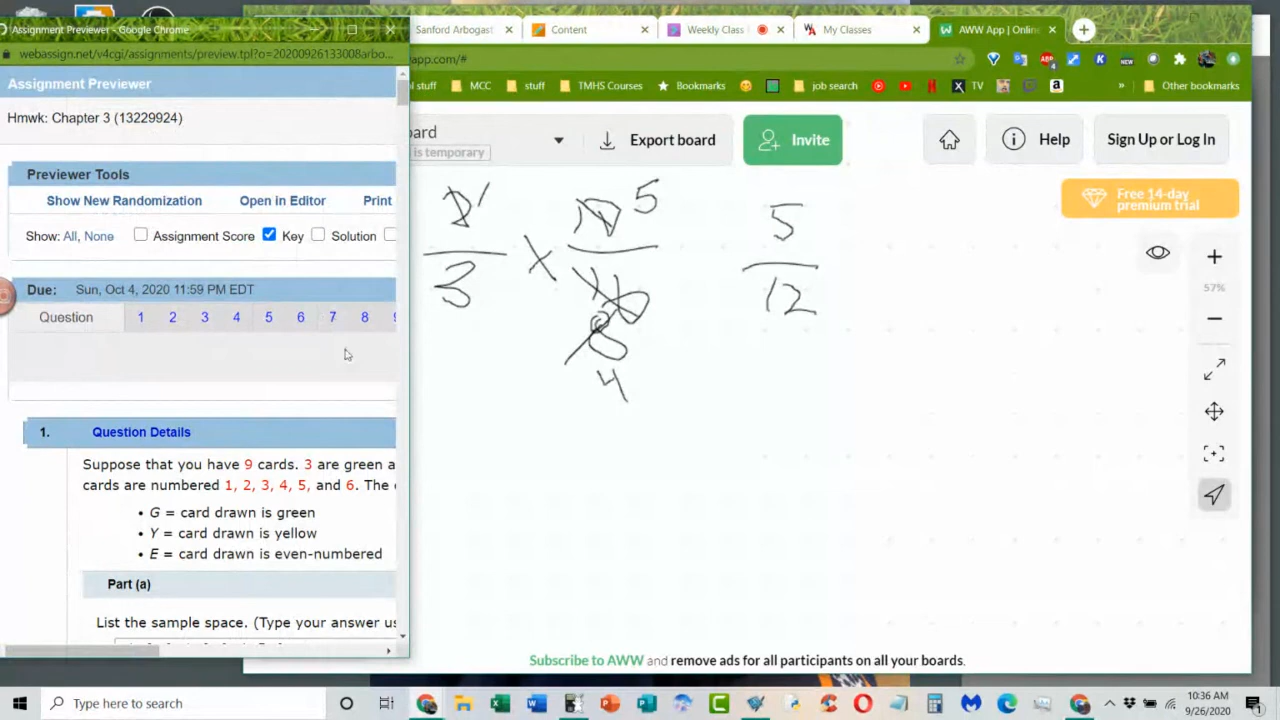 Assignment Previewer - Google Chrome
webassign.net/v4cgi/assignments/preview.tpl?o=20200926133008arbo...
Assignment Previewer
Hmwk: Chapter 3 (13229924)
Previewer Tools
Show New Randomization Open in Editor Print
Show: All, None Assignment Score Key Solution
Due: Sun, Oct 4, 2020 11:59 PM EDT
Question 1 2 3 4 5 6 7 8 9
1. Question Details
Suppose that you have 9 cards. 3 are green a
cards are numbered 1, 2, 3, 4, 5, and 6. The
• G = card drawn is green
• Y = card drawn is yellow
• E = card drawn is even-numbered
Part (a)
List the sample space. (Type your answer us
Sanford Arbogast Content Weekly Class My Classes AWW App | Onlin
app.com/#
ff stuff MCC stuff TMHS Courses Bookmarks job search TV Other bookmarks
ard Export board Invite Help Sign Up or Log In
is temporary
Free 14-day
premium trial
57%
1 5 5
3 × 12
8
4
Subscribe to AWW and remove ads for all participants on all your boards.
Type here to search
10:36 AM
9/26/2020